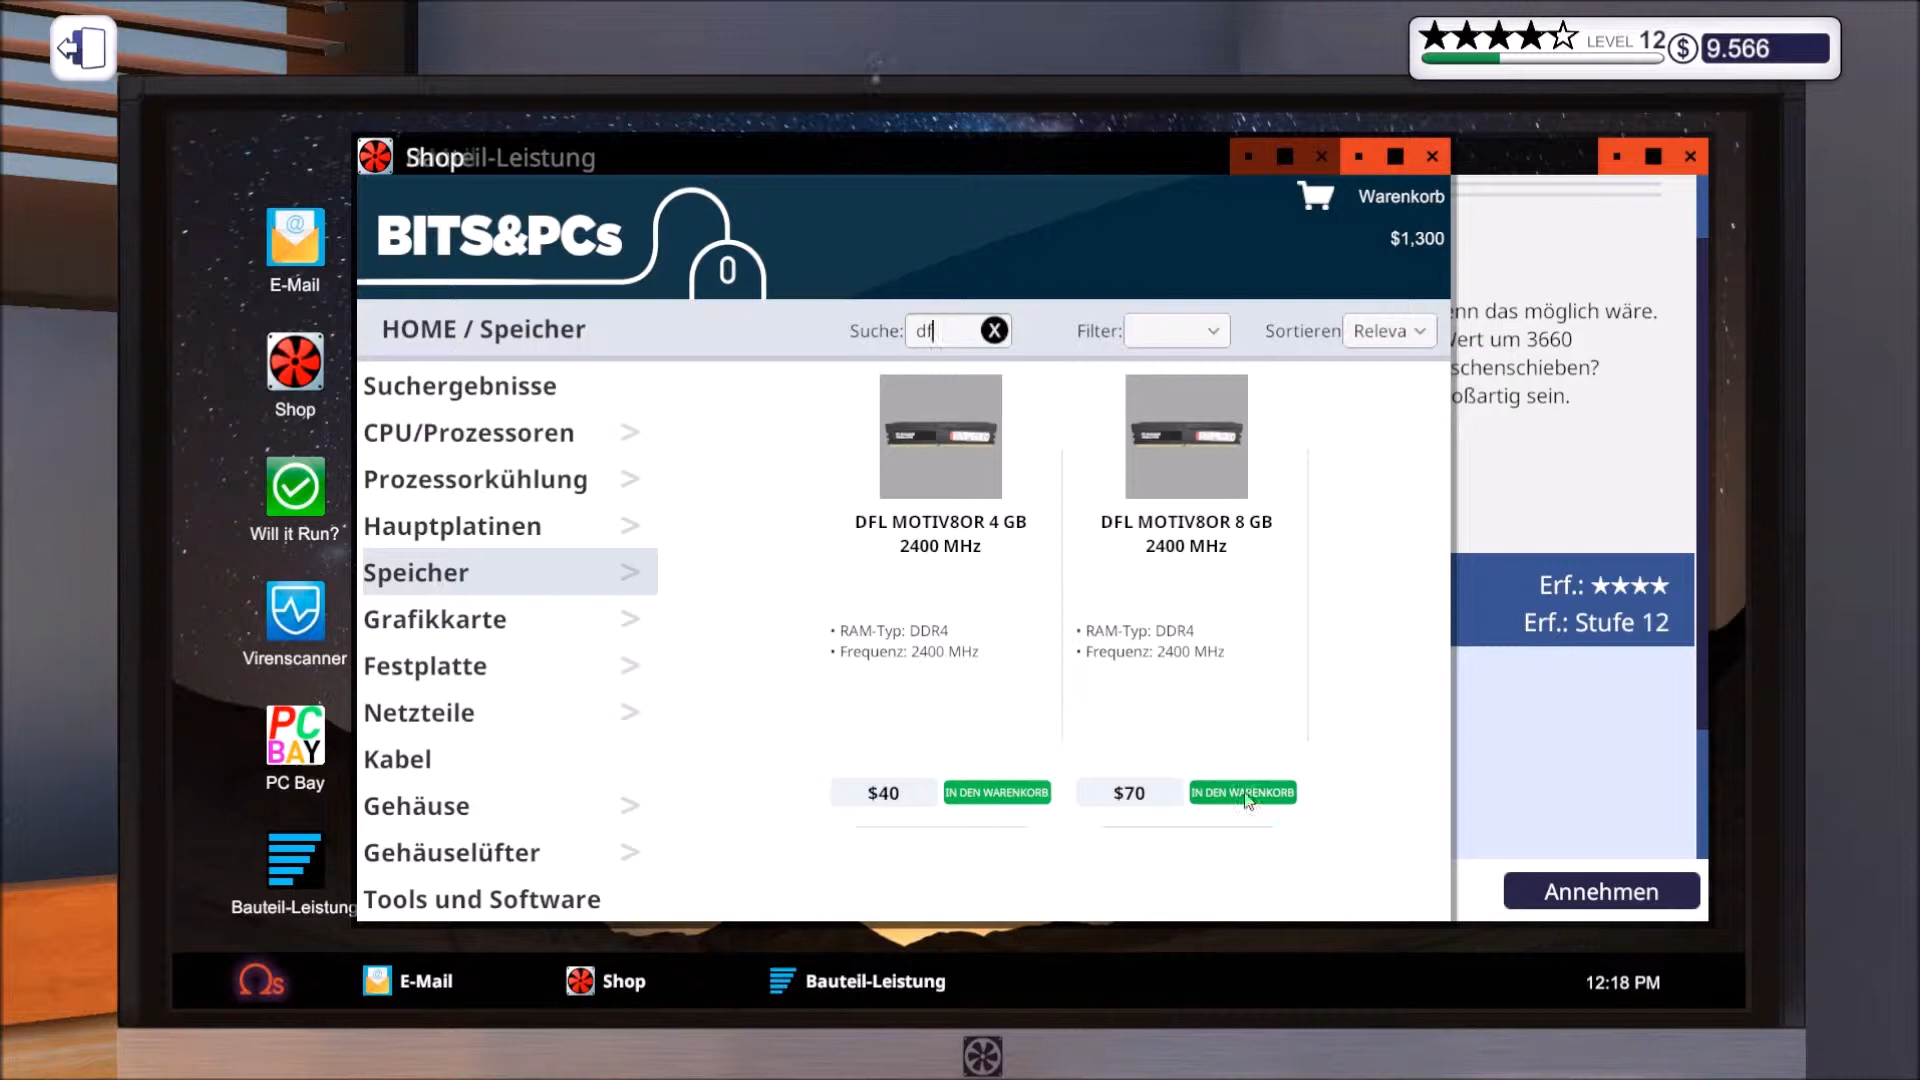 LEVEL 12
$ 9.566
Shop
Bauteil-Leistung
BITS&PCs
Warenkorb
$1,300
HOME / Speicher
Suche: df
X
Filter:
Sortieren
Releva
Suchergebnisse
CPU/Prozessoren
Prozessorkühlung
Hauptplatinen
Speicher
Grafikkarte
Festplatte
Netzteile
Kabel
Gehäuse
Gehäuselüfter
Tools und Software
DFL MOTIV8OR 4 GB
2400 MHz
• RAM-Typ: DDR4
• Frequenz: 2400 MHz
$40
IN DEN WARENKORB
DFL MOTIV8OR 8 GB
2400 MHz
• RAM-Typ: DDR4
• Frequenz: 2400 MHz
$70
IN DEN WARENKORB
nn das möglich wäre.
Wert um 3660
schenschieben?
oßartig sein.
Erf.: ★★★★
Erf.: Stufe 12
Annehmen
E-Mail
Shop
Will it Run?
Virenscanner
PC
BAY
PC Bay
Bauteil-Leistung
Ωs
E-Mail
Shop
Bauteil-Leistung
12:18 PM